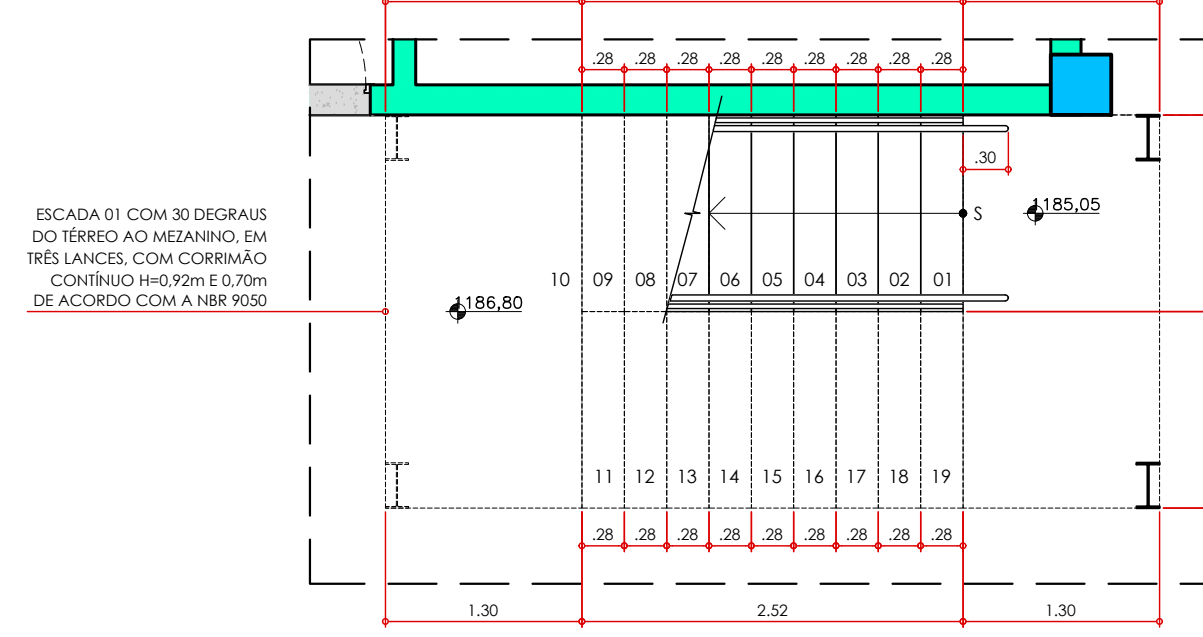 .28 .28 .28 .28 .28 .28 .28 .28 .28
.30
ESCADA 01 COM 30 DEGRAUS
DO TÉRREO AO MEZANINO, EM
TRÊS LANCES, COM CORRIMÃO
CONTÍNUO H=0,92m E 0,70m
DE ACORDO COM A NBR 9050
S
1185,05
10 09 08 07 06 05 04 03 02 01
1186,80
11 12 13 14 15 16 17 18 19
.28 .28 .28 .28 .28 .28 .28 .28 .28
1.30 2.52 1.30